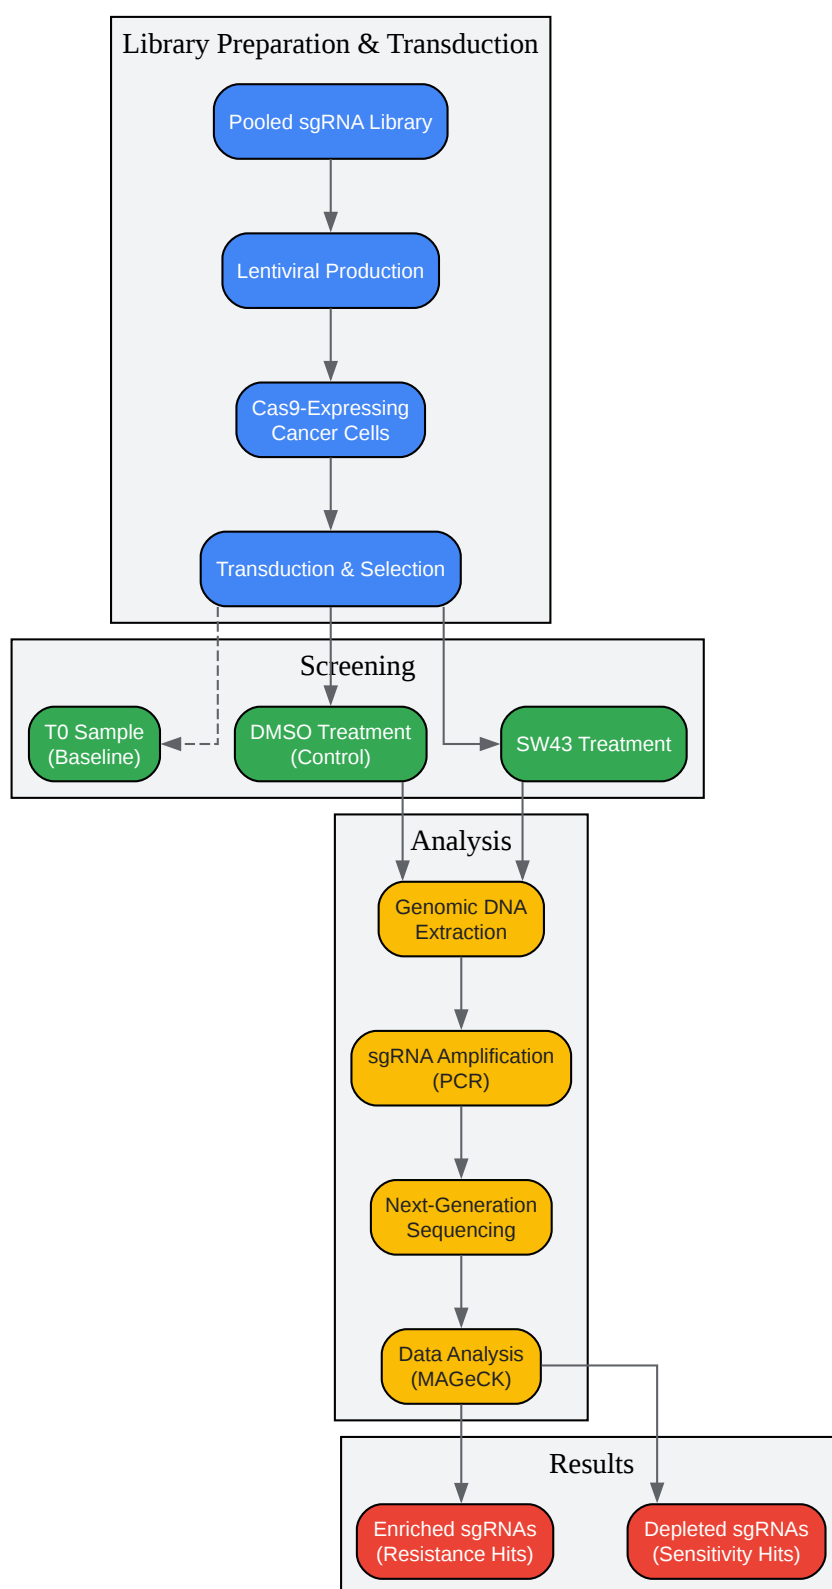 Library Preparation & Transduction
Pooled sgRNA Library
Lentiviral Production
Cas9-Expressing
Cancer Cells
Transduction & Selection
Screening
T0 Sample
(Baseline)
DMSO Treatment
(Control)
SW43 Treatment
Analysis
Genomic DNA
Extraction
sgRNA Amplification
(PCR)
Next-Generation
Sequencing
Data Analysis
(MAGeCK)
Results
Enriched sgRNAs
(Resistance Hits)
Depleted sgRNAs
(Sensitivity Hits)